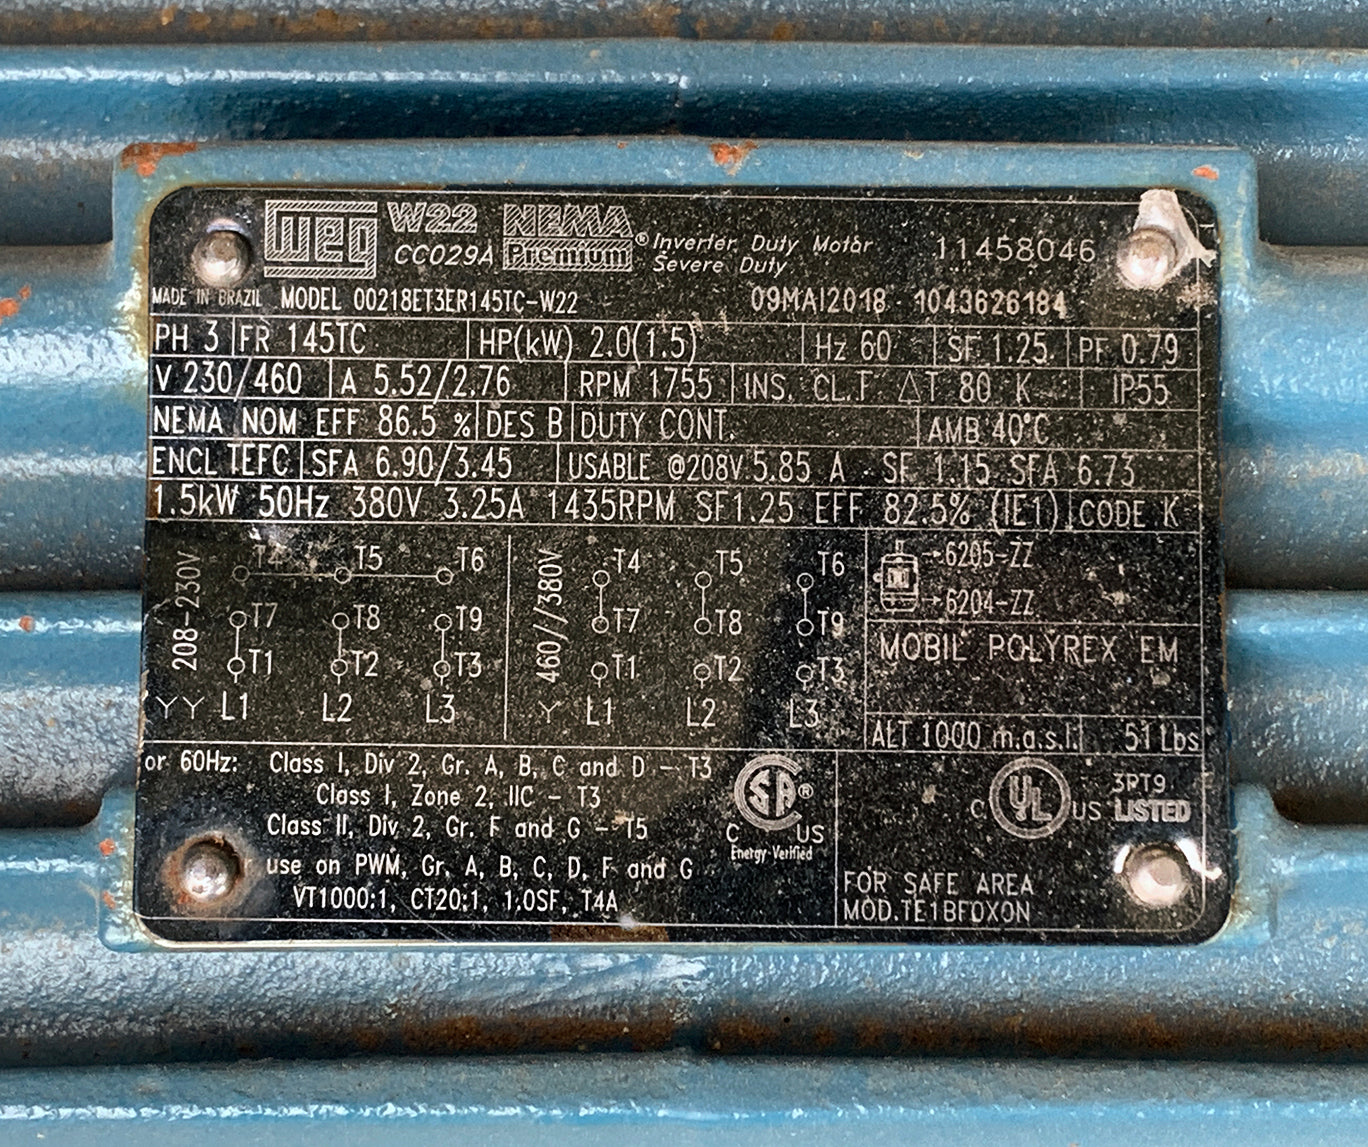 WEG W22 NEMA Premium ® Inverter Duty Motor 11458046
CC029A Severe Duty
MADE IN BRAZIL MODEL 00218ET3ER145TC-W22 09MAI2018 1043626184
PH 3 FR 145TC HP(kW) 2.0(1.5) Hz 60 SF 1.25 PF 0.79
V 230/460 A 5.52/2.76 RPM 1755 INS. CL.F ΔT 80 K IP55
NEMA NOM EFF 86.5 % DES B DUTY CONT. AMB 40°C
ENCL TEFC SFA 6.90/3.45 USABLE @208V 5.85 A SF 1.15 SFA 6.73
1.5kW 50Hz 380V 3.25A 1435RPM SF1.25 EFF 82.5% (IE1) CODE K
208-230V
T4 T5 T6
T7 T8 T9
T1 T2 T3
YY L1 L2 L3
460//380V
T4 T5 T6
T7 T8 T9
T1 T2 T3
Y L1 L2 L3
→6205-ZZ
→6204-ZZ
MOBIL POLYREX EM
ALT 1000 m.a.s.l. 51 Lbs
or 60Hz: Class I, Div 2, Gr. A, B, C and D - T3
Class I, Zone 2, IIC - T3
Class II, Div 2, Gr. F and G - T5
use on PWM, Gr. A, B, C, D, F and G
VT1000:1, CT20:1, 1.0SF, T4A
CSA ®
C US
Energy Verified
C UL US 3PT9
LISTED
FOR SAFE AREA
MOD.TE1BF0X0N